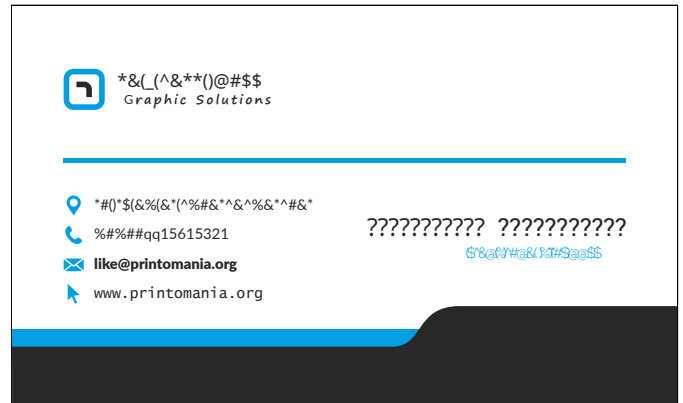 *&(_(^&**()@#$$
Graphic Solutions
*#()*$(&%(&*(^%#&*^&^%&*^#&*
%#%##qq15615321
like@printomania.org
www.printomania.org
??????????? ???????????